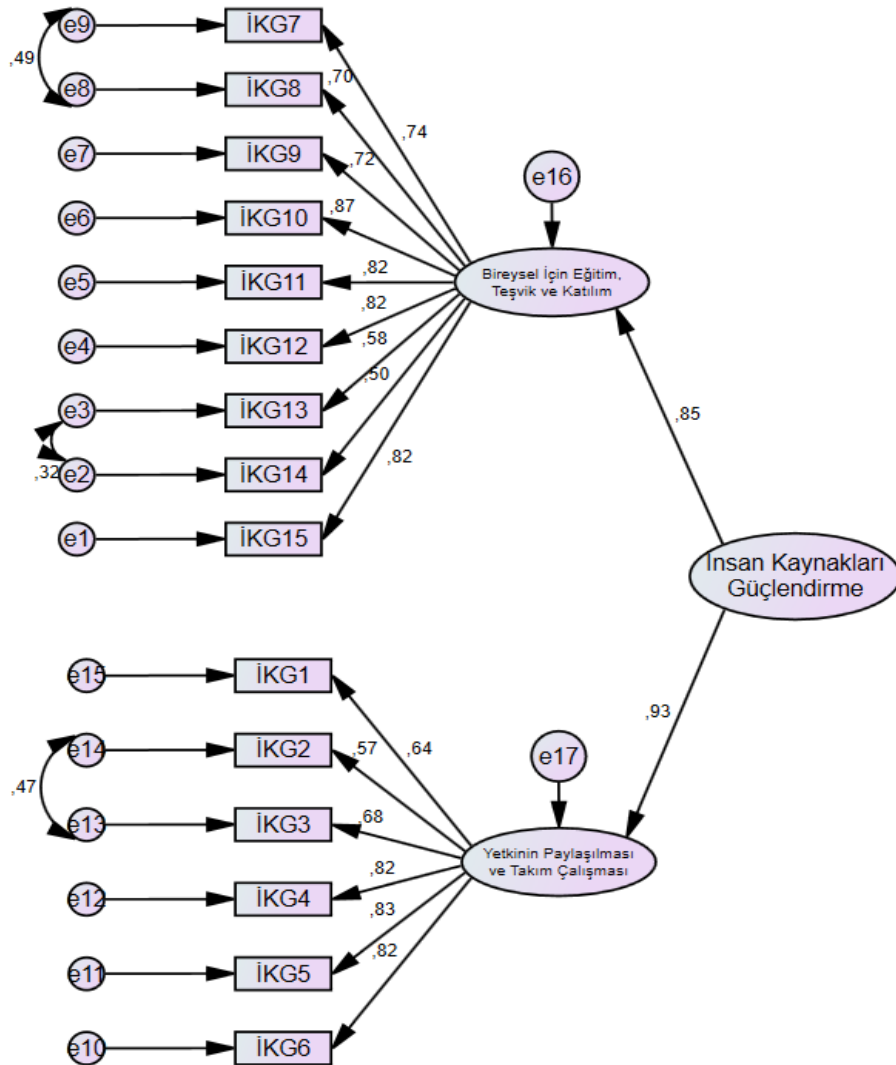 e9
İKG7
,49
,70
e8
İKG8
,74
e7
İKG9
,72
e16
e6
İKG10
,87
e5
İKG11
,82
Bireysel İçin Eğitim,
Teşvik ve Katılım
e4
İKG12
,82
,58
e3
İKG13
,50
,85
,32
e2
İKG14
,82
e1
İKG15
İnsan Kaynakları
Güçlendirme
e15
İKG1
,93
e14
İKG2
,57
,64
e17
,47
e13
İKG3
,68
Yetkinin Paylaşılması
ve Takım Çalışması
e12
İKG4
,82
,83
e11
İKG5
,82
e10
İKG6